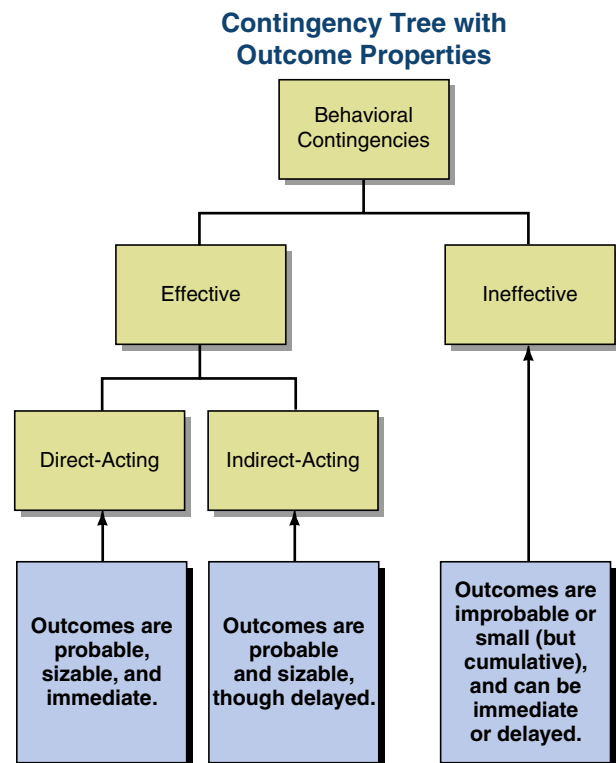 Contingency Tree with
Outcome Properties
Behavioral
Contingencies
Effective
Ineffective
Direct-Acting
Indirect-Acting
Outcomes are
probable,
sizable, and
immediate.
Outcomes are
probable
and sizable,
though delayed.
Outcomes are
improbable or
small (but
cumulative),
and can be
immediate
or delayed.